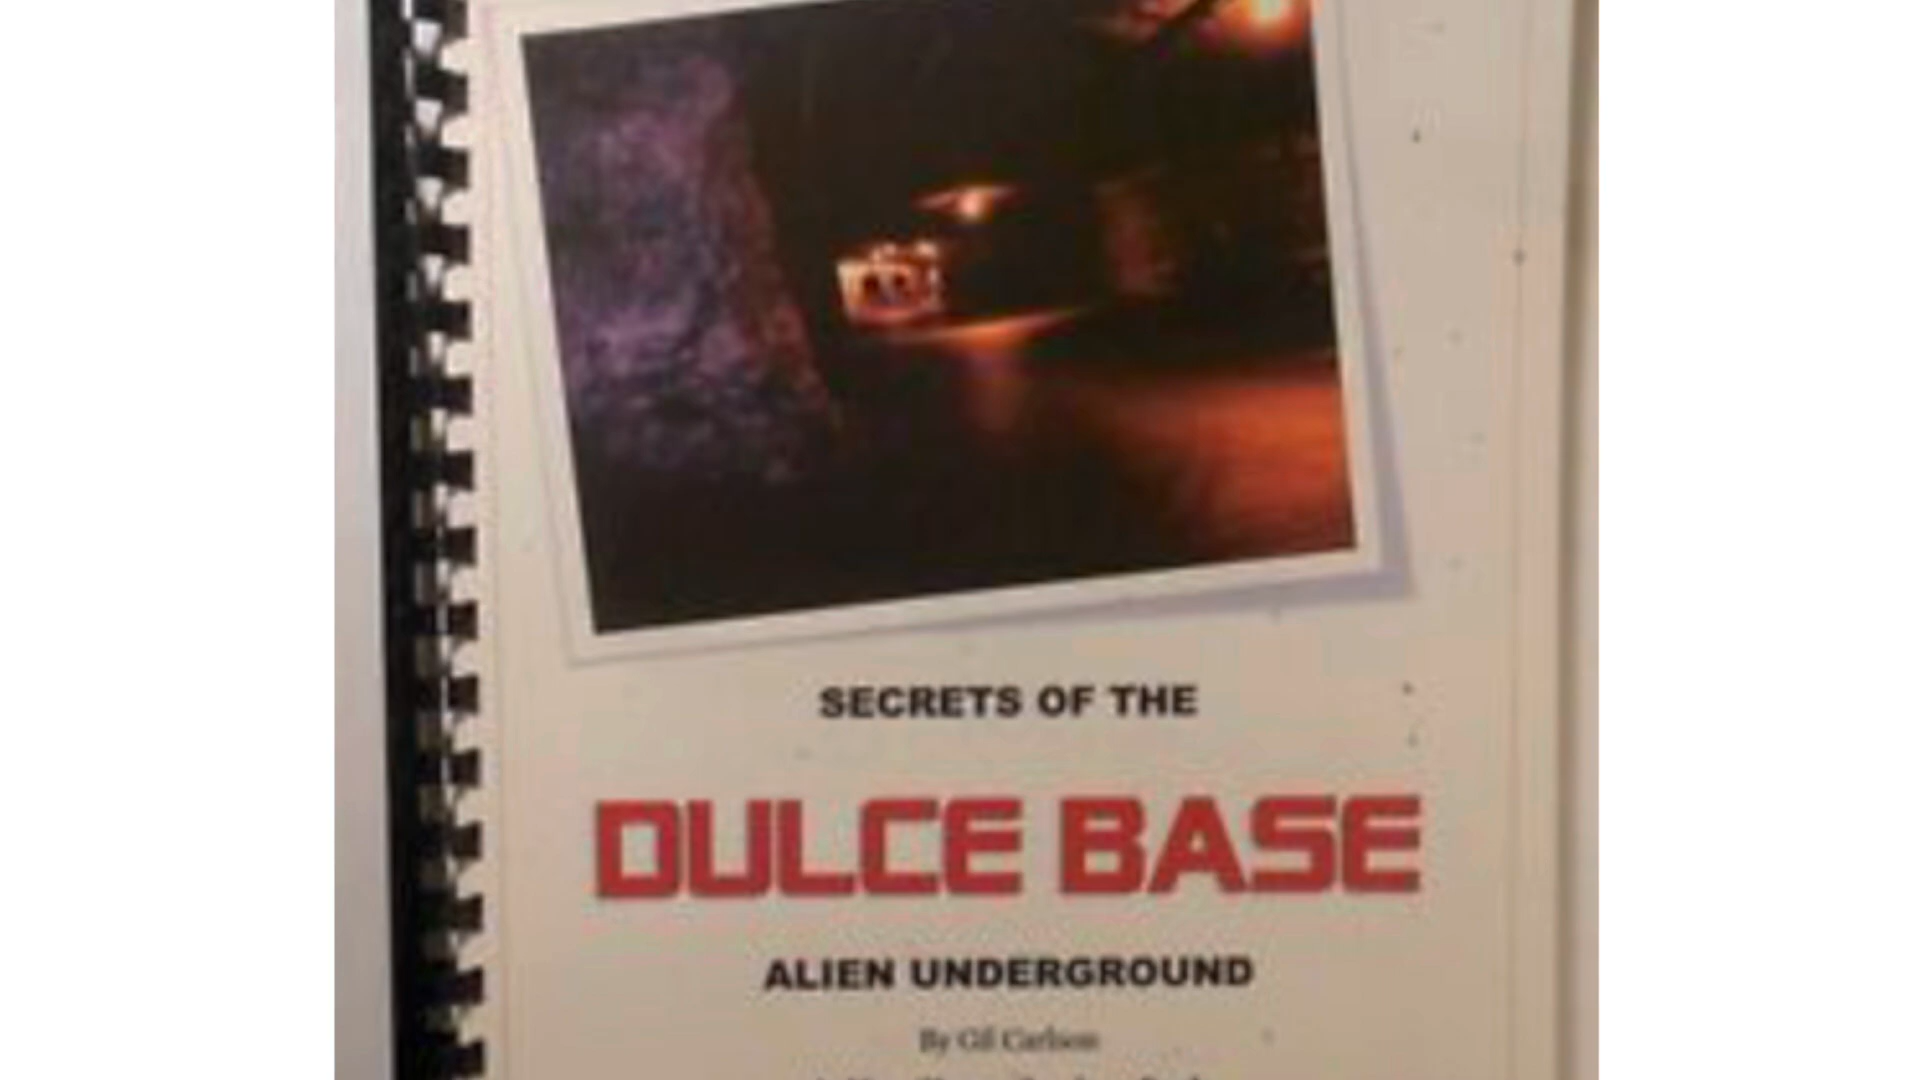 SECRETS OF THE
DULCE BASE
ALIEN UNDERGROUND
By Gil Carlson